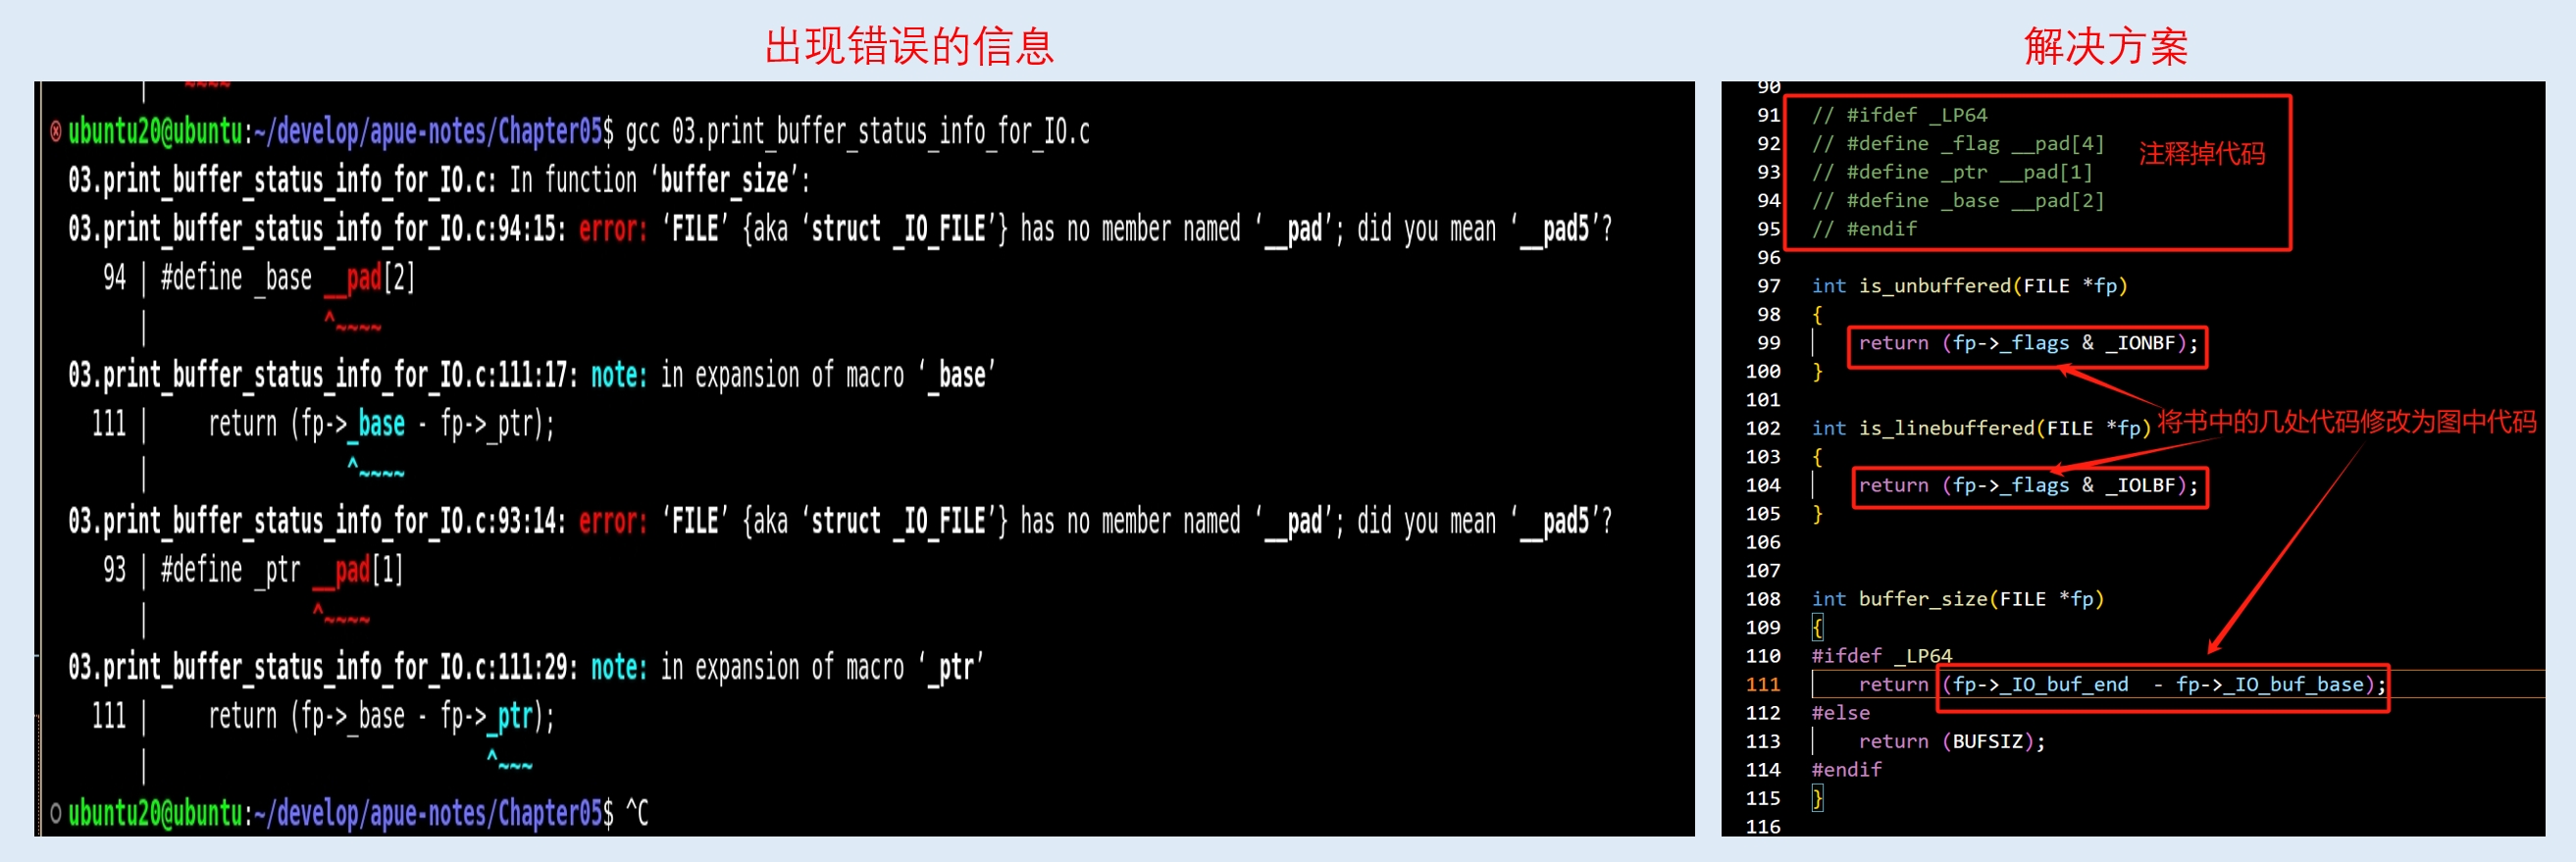 出现错误的信息
ubuntu20@ubuntu:~/develop/apue-notes/Chapter05$ gcc 03.print_buffer_status_info_for_IO.c
03.print_buffer_status_info_for_IO.c: In function ‘buffer_size’:
03.print_buffer_status_info_for_IO.c:94:15: error: ‘FILE’ {aka ‘struct _IO_FILE’} has no member named ‘__pad’; did you mean ‘__pad5’?
94 | #define _base __pad[2]
| ^~~~~
03.print_buffer_status_info_for_IO.c:111:17: note: in expansion of macro ‘_base’
111 | return (fp->_base - fp->_ptr);
| ^~~~~
03.print_buffer_status_info_for_IO.c:93:14: error: ‘FILE’ {aka ‘struct _IO_FILE’} has no member named ‘__pad’; did you mean ‘__pad5’?
93 | #define _ptr __pad[1]
| ^~~~~
03.print_buffer_status_info_for_IO.c:111:29: note: in expansion of macro ‘_ptr’
111 | return (fp->_base - fp->_ptr);
| ^~~~
ubuntu20@ubuntu:~/develop/apue-notes/Chapter05$ ^C
解决方案
90
91 // #ifdef _LP64
92 // #define _flag __pad[4]
注释掉代码
93 // #define _ptr __pad[1]
94 // #define _base __pad[2]
95 // #endif
96
97 int is_unbuffered(FILE *fp)
98 {
99 return (fp->_flags & _IONBF);
100 }
101
102 int is_linebuffered(FILE *fp)
将书中的几处代码修改为图中代码
103 {
104 return (fp->_flags & _IOLBF);
105 }
106
107
108 int buffer_size(FILE *fp)
109 {
110 #ifdef _LP64
111 return (fp->_IO_buf_end - fp->_IO_buf_base);
112 #else
113 return (BUFSIZ);
114 #endif
115 }
116